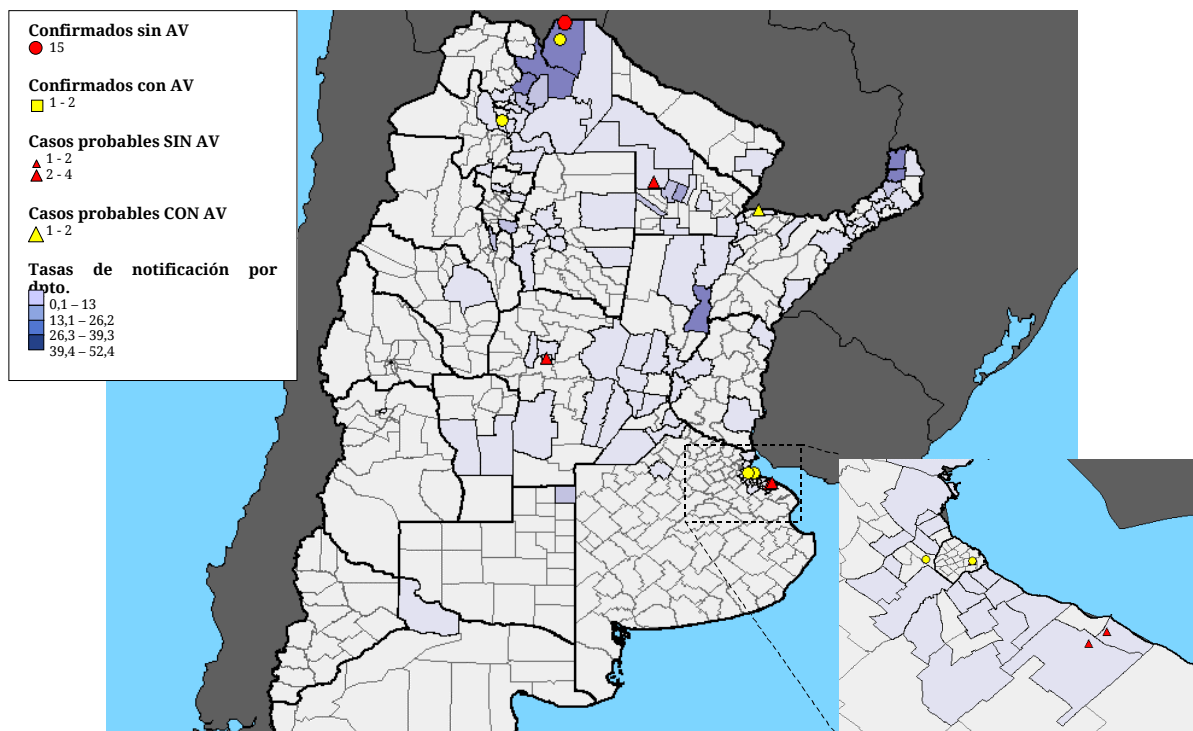 Confirmados sin AV
15
Confirmados con AV
1 - 2
Casos probables SIN AV
1 - 2
2 - 4
Casos probables CON AV
1 - 2
Tasas de notificación por
dpto.
0,1 – 13
13,1 – 26,2
26,3 – 39,3
39,4 – 52,4